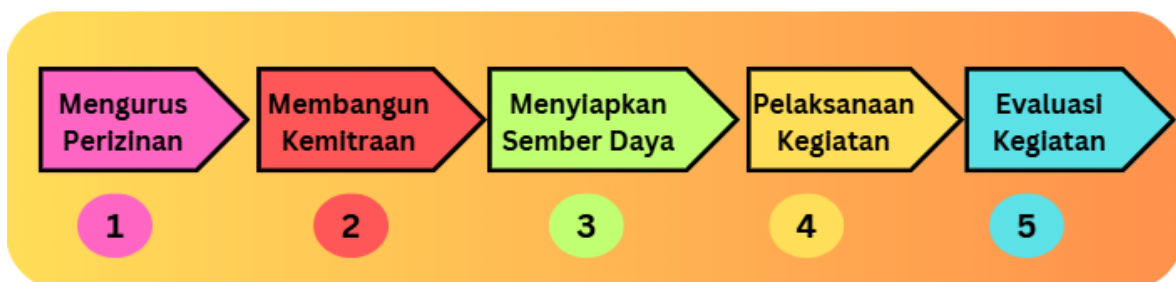 Mengurus
Perizinan
Membangun
Kemitraan
Menyiapkan
Sember Daya
Pelaksanaan
Kegiatan
Evaluasi
Kegiatan
1
2
3
4
5